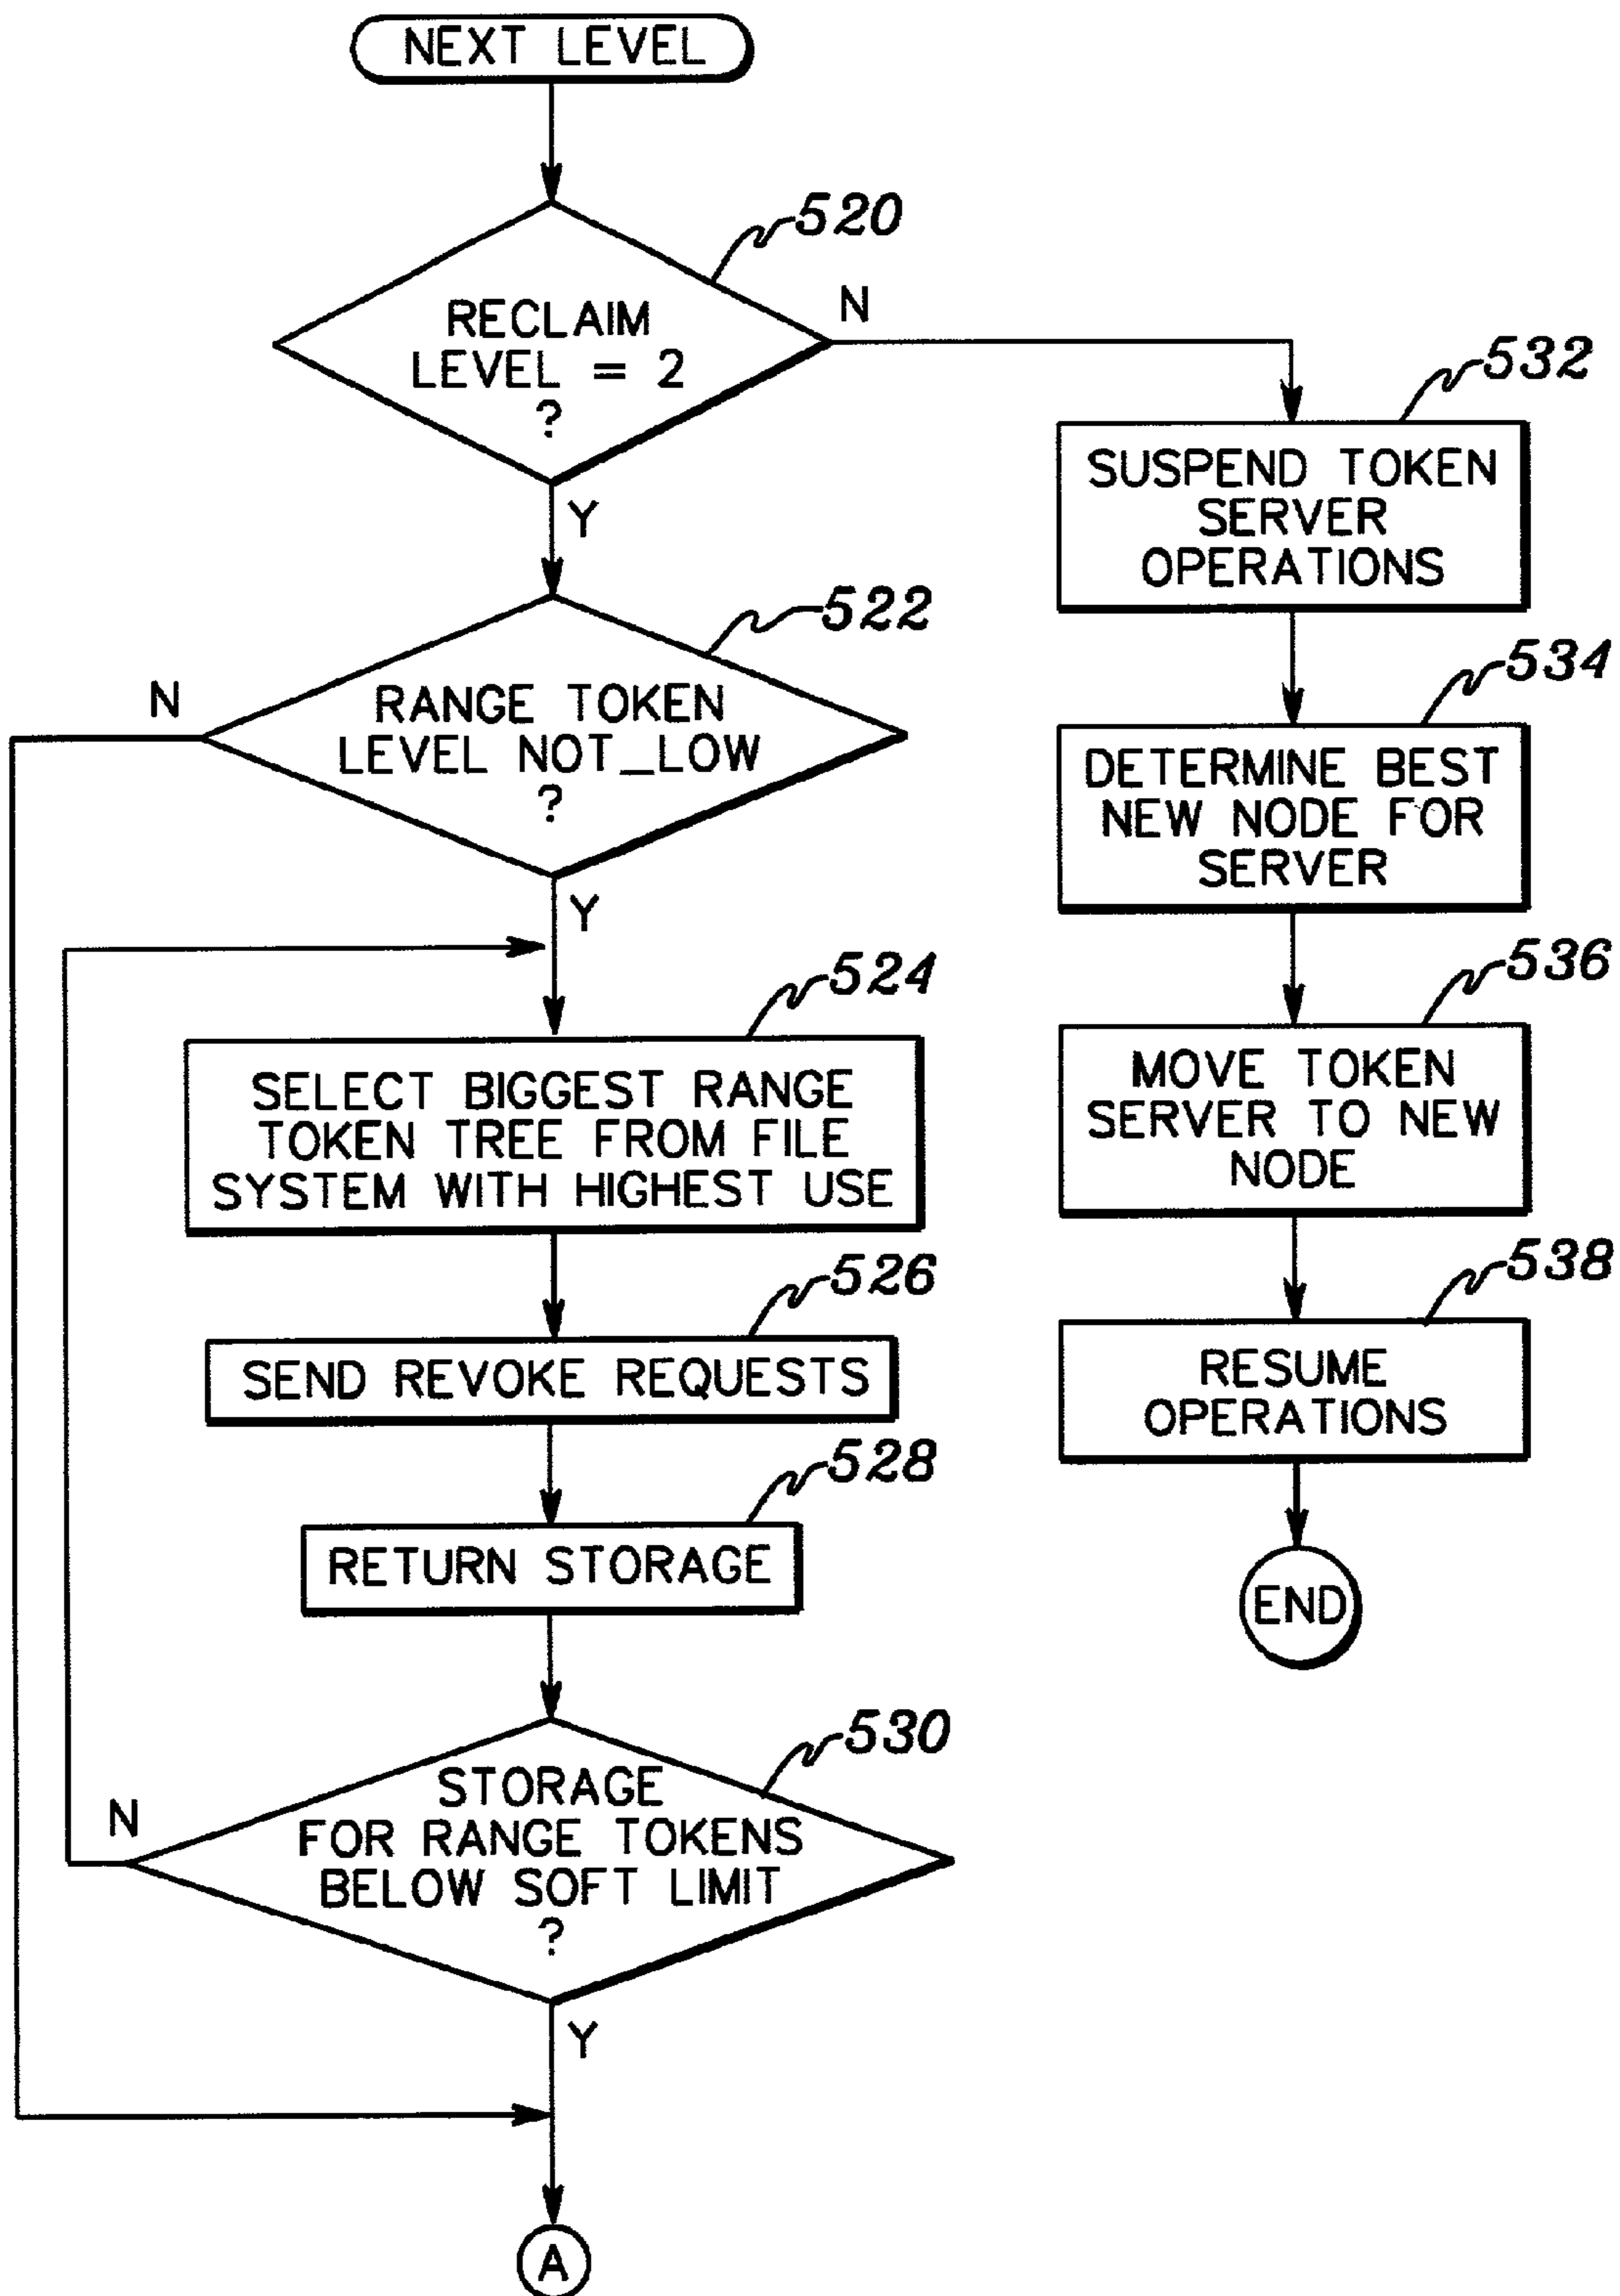 NEXT LEVEL
520
RECLAIM
LEVEL = 2
?
N
Y
522
RANGE TOKEN
LEVEL NOT_LOW
?
N
Y
524
SELECT BIGGEST RANGE
TOKEN TREE FROM FILE
SYSTEM WITH HIGHEST USE
526
SEND REVOKE REQUESTS
528
RETURN STORAGE
530
STORAGE
FOR RANGE TOKENS
BELOW SOFT LIMIT
?
N
Y
A
532
SUSPEND TOKEN
SERVER
OPERATIONS
534
DETERMINE BEST
NEW NODE FOR
SERVER
536
MOVE TOKEN
SERVER TO NEW
NODE
538
RESUME
OPERATIONS
END